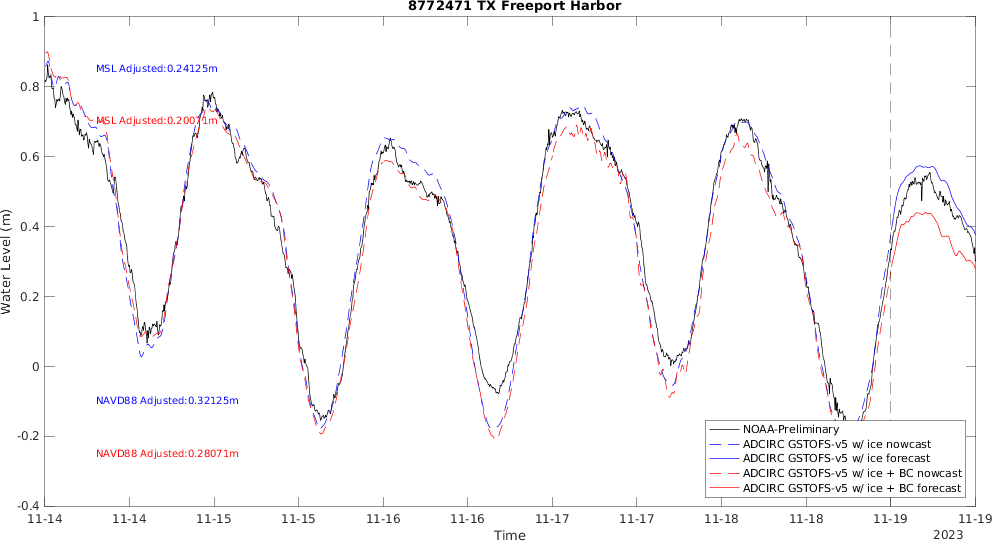 8772471 TX Freeport Harbor
1
0.8
0.6
0.4
0.2
0
-0.2
-0.4
Water Level (m)
MSL Adjusted:0.24125m
MSL Adjusted:0.20071m
NAVD88 Adjusted:0.32125m
NAVD88 Adjusted:0.28071m
NOAA-Preliminary
ADCIRC GSTOFS-v5 w/ ice nowcast
ADCIRC GSTOFS-v5 w/ ice forecast
ADCIRC GSTOFS-v5 w/ ice + BC nowcast
ADCIRC GSTOFS-v5 w/ ice + BC forecast
11-14 11-14 11-15 11-15 11-16 11-16 11-17 11-17 11-18 11-18 11-19 11-19
Time
2023